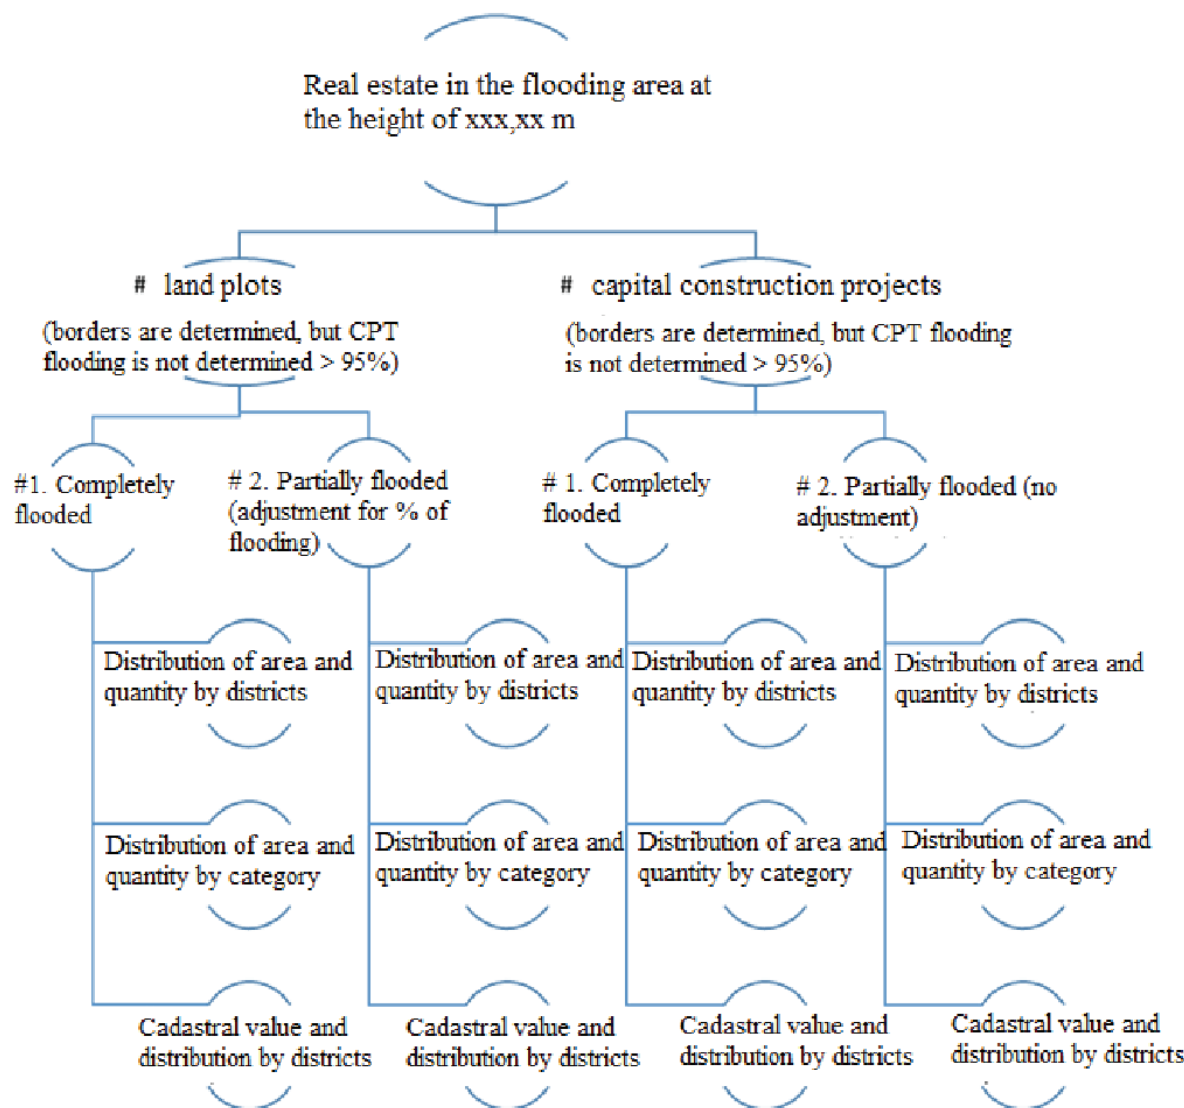 Real estate in the flooding area at
the height of xxx,xx m
# land plots
(borders are determined, but CPT
flooding is not determined > 95%)
# capital construction projects
(borders are determined, but CPT flooding
is not determined > 95%)
#1. Completely
flooded
# 2. Partially flooded
(adjustment for % of
flooding)
# 1. Completely
flooded
# 2. Partially flooded (no
adjustment)
Distribution of area and
quantity by districts
Distribution of area and
quantity by districts
Distribution of area and
quantity by districts
Distribution of area and
quantity by districts
Distribution of area and
quantity by category
Distribution of area and
quantity by category
Distribution of area and
quantity by category
Distribution of area and
quantity by category
Cadastral value and
distribution by districts
Cadastral value and
distribution by districts
Cadastral value and
distribution by districts
Cadastral value and
distribution by districts